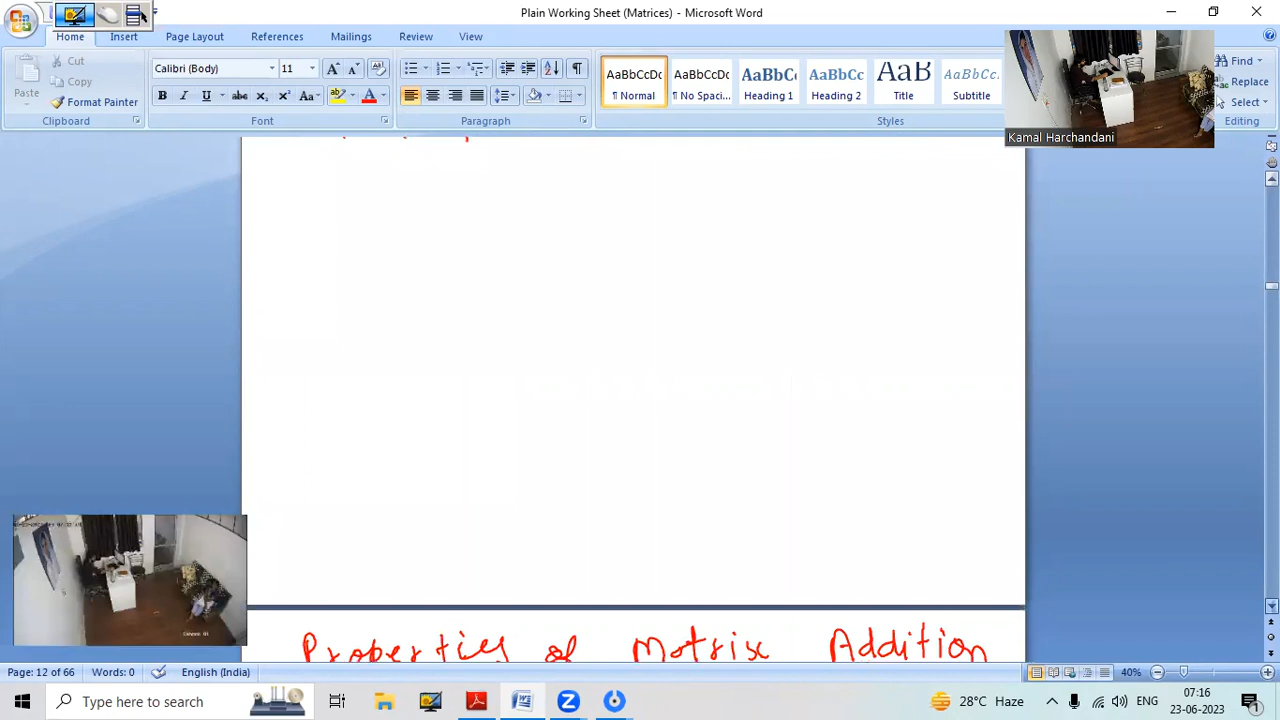 Plain Working Sheet (Matrices) - Microsoft Word
Home Insert Page Layout References Mailings Review View
Paste
Cut
Copy
Format Painter
Clipboard
Calibri (Body) 11
Font
Paragraph
AaBbCcDc AaBbCcDc AaBbCc AaBbCc AaB AaBbCc.
¶ Normal ¶ No Spaci... Heading 1 Heading 2 Title Subtitle
Styles
Find
Replace
Select
Editing
Kamal Harchandani
Properties of Matrix Addition
Page: 12 of 66 Words: 0 English (India) 40%
Type here to search
28°C Haze ENG 07:16
23-06-2023